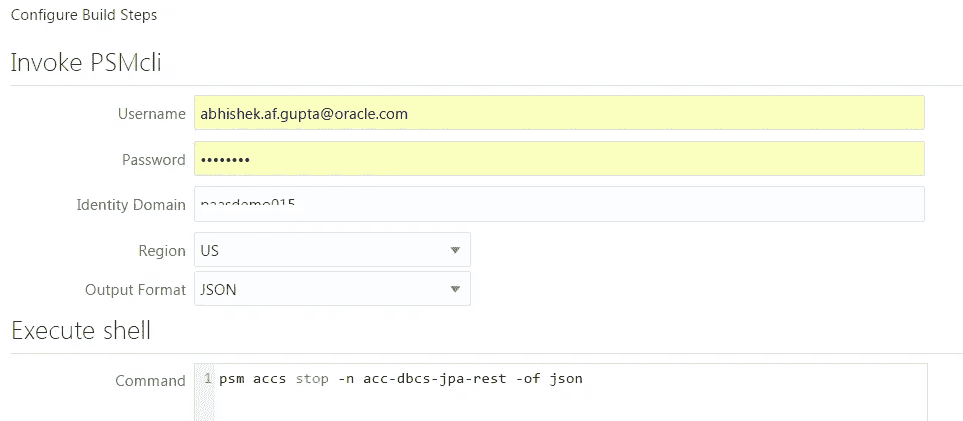 Configure Build Steps
Invoke PSMcli
Username abhishek.af.gupta@oracle.com
Password ••••••••
Identity Domain
Region US
Output Format JSON
Execute shell
Command 1 psm accs stop -n acc-dbcs-jpa-rest -of json